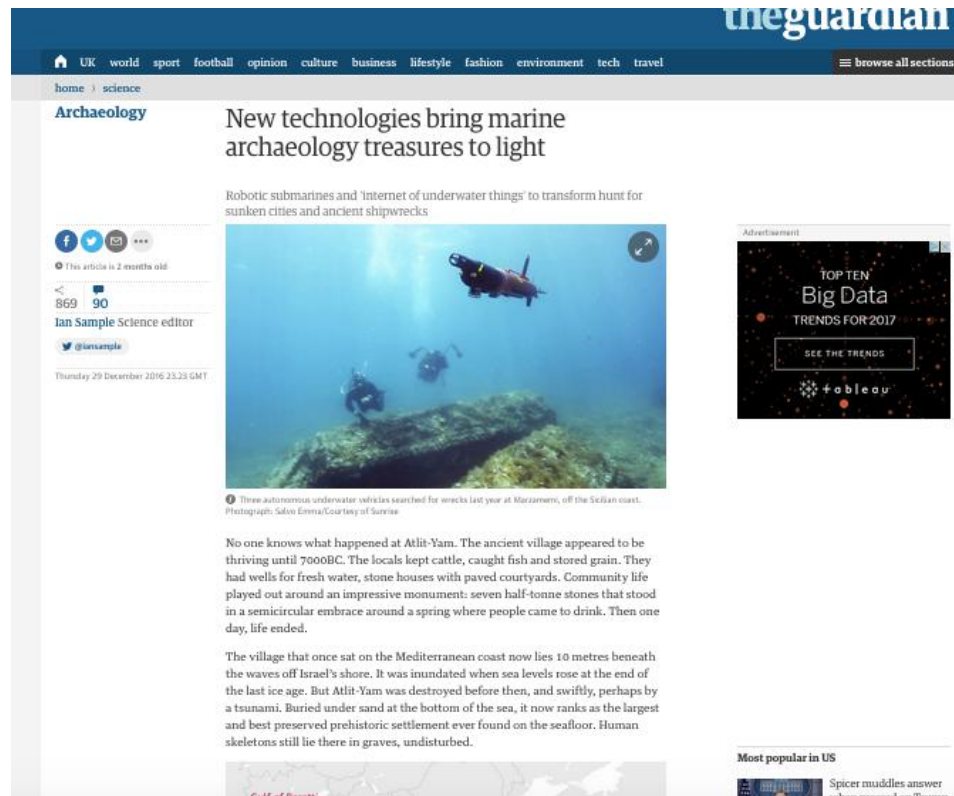 theguardian
UK world sport football opinion culture business lifestyle fashion environment tech travel
browse all sections
home › science
Archaeology
New technologies bring marine
archaeology treasures to light
Robotic submarines and 'internet of underwater things' to transform hunt for
sunken cities and ancient shipwrecks
This article is 2 months old
869 90
Ian Sample Science editor
@iansample
Thursday 29 December 2016 23.23 GMT
Three autonomous underwater vehicles searched for wrecks last year at Marzamemi, off the Sicilian coast.
Photograph: Salvo Emma/Courtesy of Sunrise
No one knows what happened at Atlit-Yam. The ancient village appeared to be
thriving until 7000BC. The locals kept cattle, caught fish and stored grain. They
had wells for fresh water, stone houses with paved courtyards. Community life
played out around an impressive monument: seven half-tonne stones that stood
in a semicircular embrace around a spring where people came to drink. Then one
day, life ended.
The village that once sat on the Mediterranean coast now lies 10 metres beneath
the waves off Israel's shore. It was inundated when sea levels rose at the end of
the last ice age. But Atlit-Yam was destroyed before then, and swiftly, perhaps by
a tsunami. Buried under sand at the bottom of the sea, it now ranks as the largest
and best preserved prehistoric settlement ever found on the seafloor. Human
skeletons still lie there in graves, undisturbed.
Advertisement
TOP TEN
Big Data
TRENDS FOR 2017
SEE THE TRENDS
+ableau
Most popular in US
Spicer muddles answer